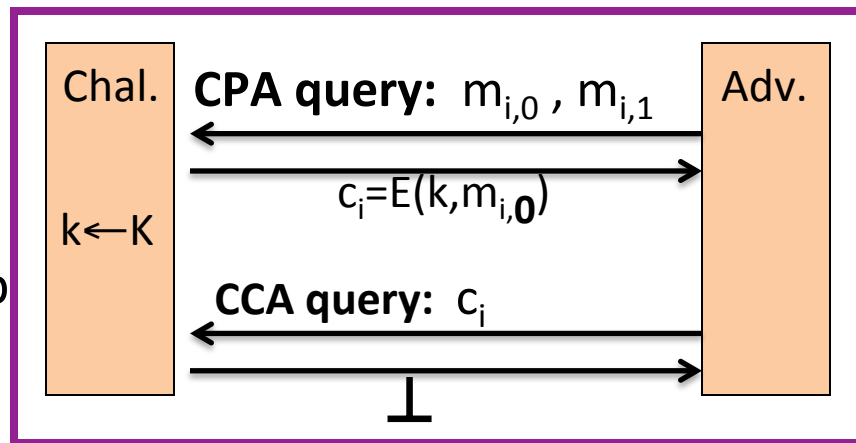 Chal.
CPA query: m_{i,0} , m_{i,1}
Adv.
c_i=E(k,m_{i,0})
k←K
CCA query: c_i
⊥